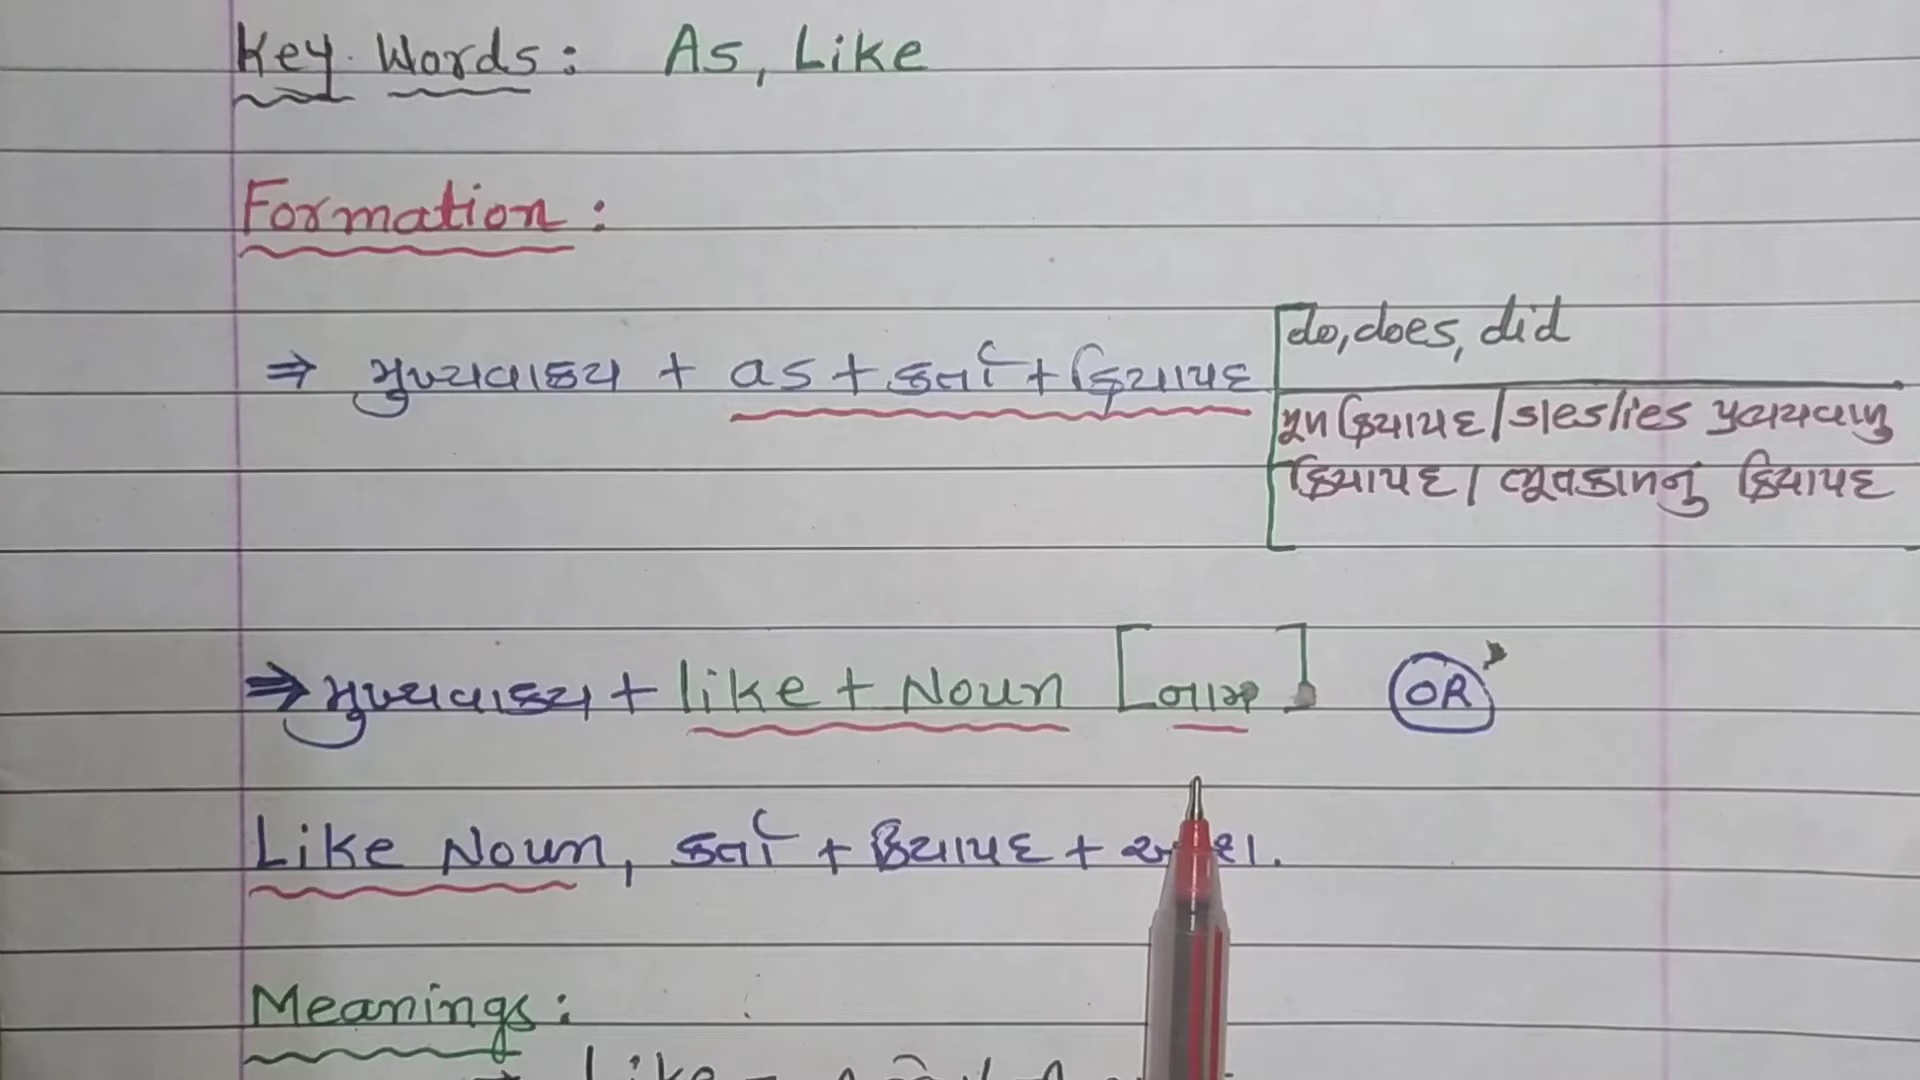 Key Words: As, Like
Formation:
⇒ મુખ્યવાક્ય + as + કર્તા + ક્રિયાપદ
do, does, did
મૂળ ક્રિયાપદ/s/es/ies પ્રત્યયવાળુ
ક્રિયાપદ / ભૂતકાળનું ક્રિયાપદ
⇒ મુખ્યવાક્ય + like + Noun [નામ] OR
Like Noun, કર્તા + ક્રિયાપદ +
Meanings:
Like -